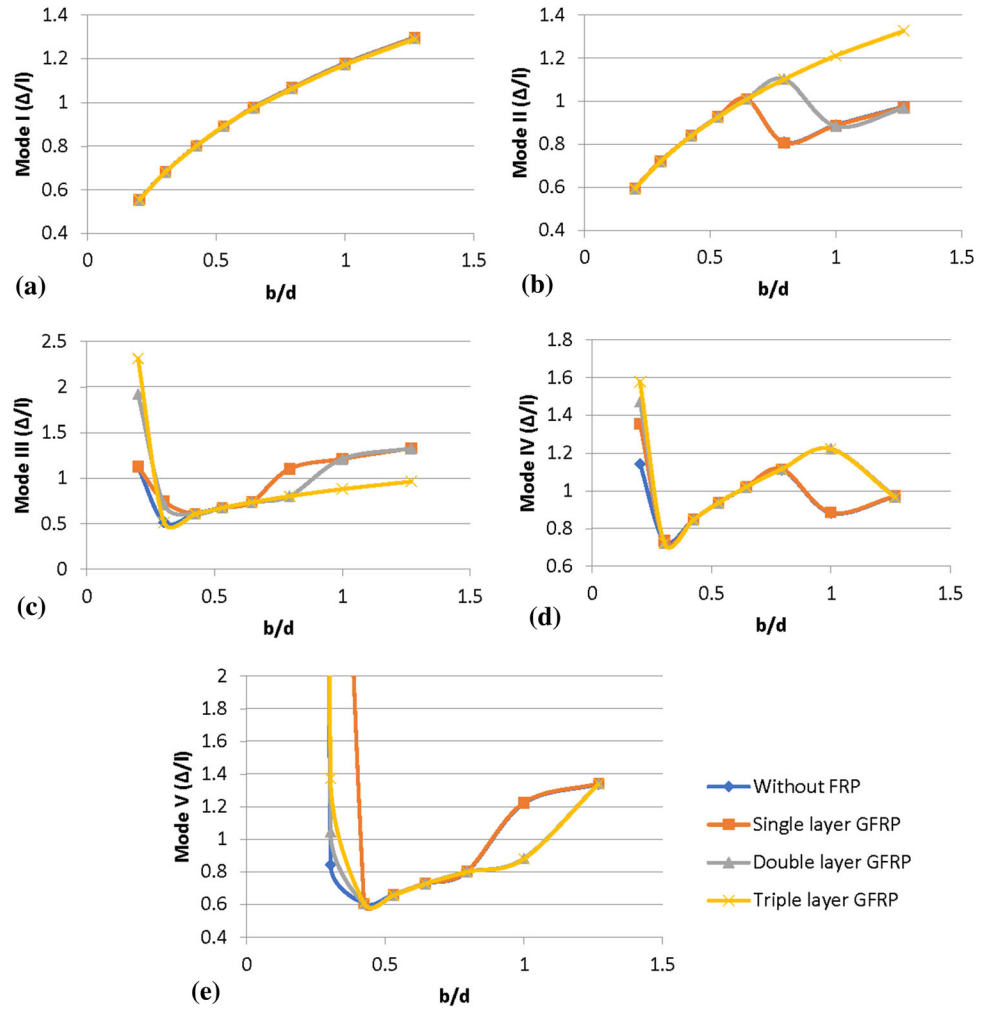 Mode I (Δ/l)
1.4
1.2
1
0.8
0.6
0.4
0 0.5 1 1.5
b/d
(a)
Mode II (Δ/l)
1.4
1.2
1
0.8
0.6
0.4
0 0.5 1 1.5
b/d
(b)
Mode III (Δ/l)
2.5
2
1.5
1
0.5
0
0 0.5 1 1.5
b/d
(c)
Mode IV (Δ/l)
1.8
1.6
1.4
1.2
1
0.8
0.6
0 0.5 1 1.5
b/d
(d)
Mode V (Δ/l)
2
1.8
1.6
1.4
1.2
1
0.8
0.6
0.4
0 0.5 1 1.5
b/d
(e)
Without FRP
Single layer GFRP
Double layer GFRP
Triple layer GFRP